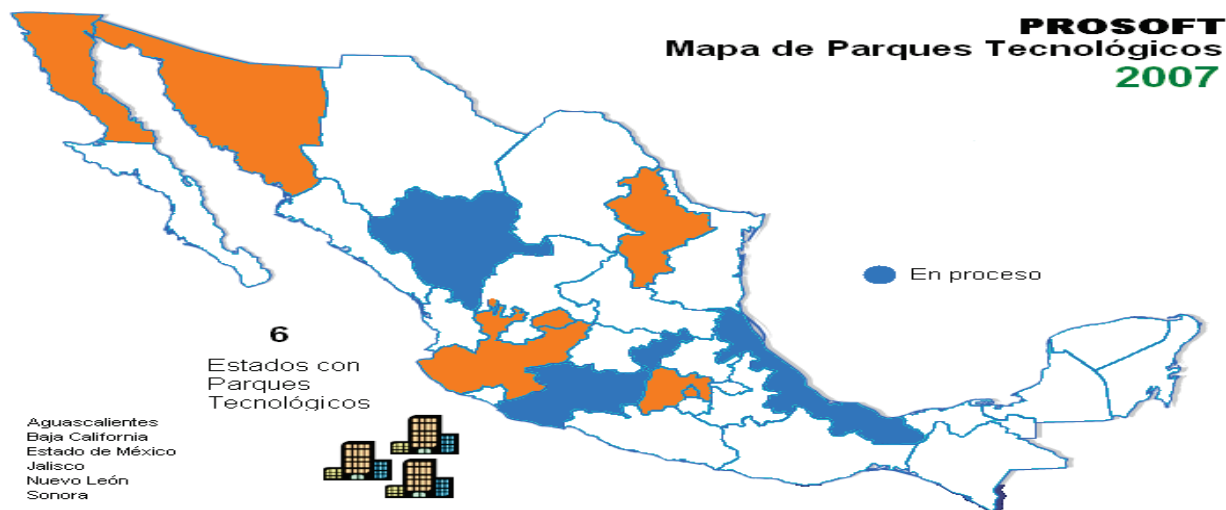 PROSOFT
Mapa de Parques Tecnológicos
2007
En proceso
6
Estados con
Parques
Tecnológicos
Aguascalientes
Baja California
Estado de México
Jalisco
Nuevo León
Sonora